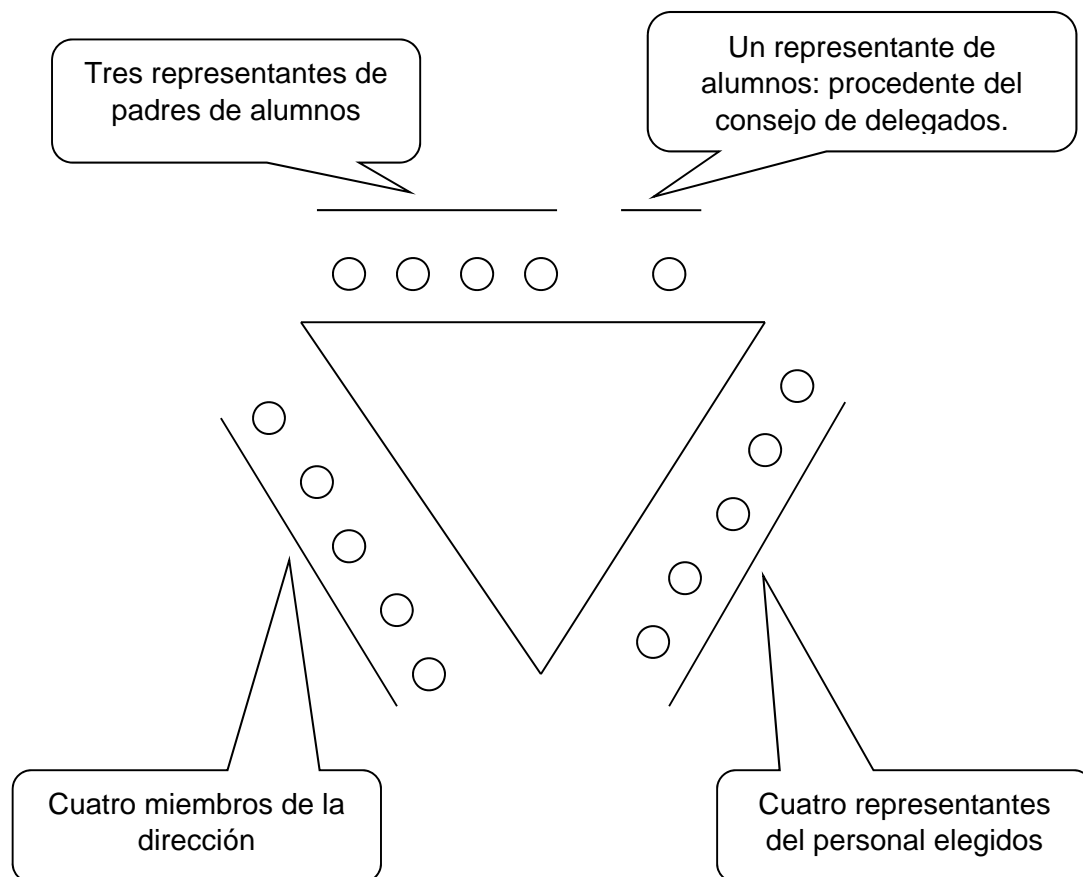 Tres representantes de
padres de alumnos
Un representante de
alumnos: procedente del
consejo de delegados.
Cuatro miembros de la
dirección
Cuatro representantes
del personal elegidos